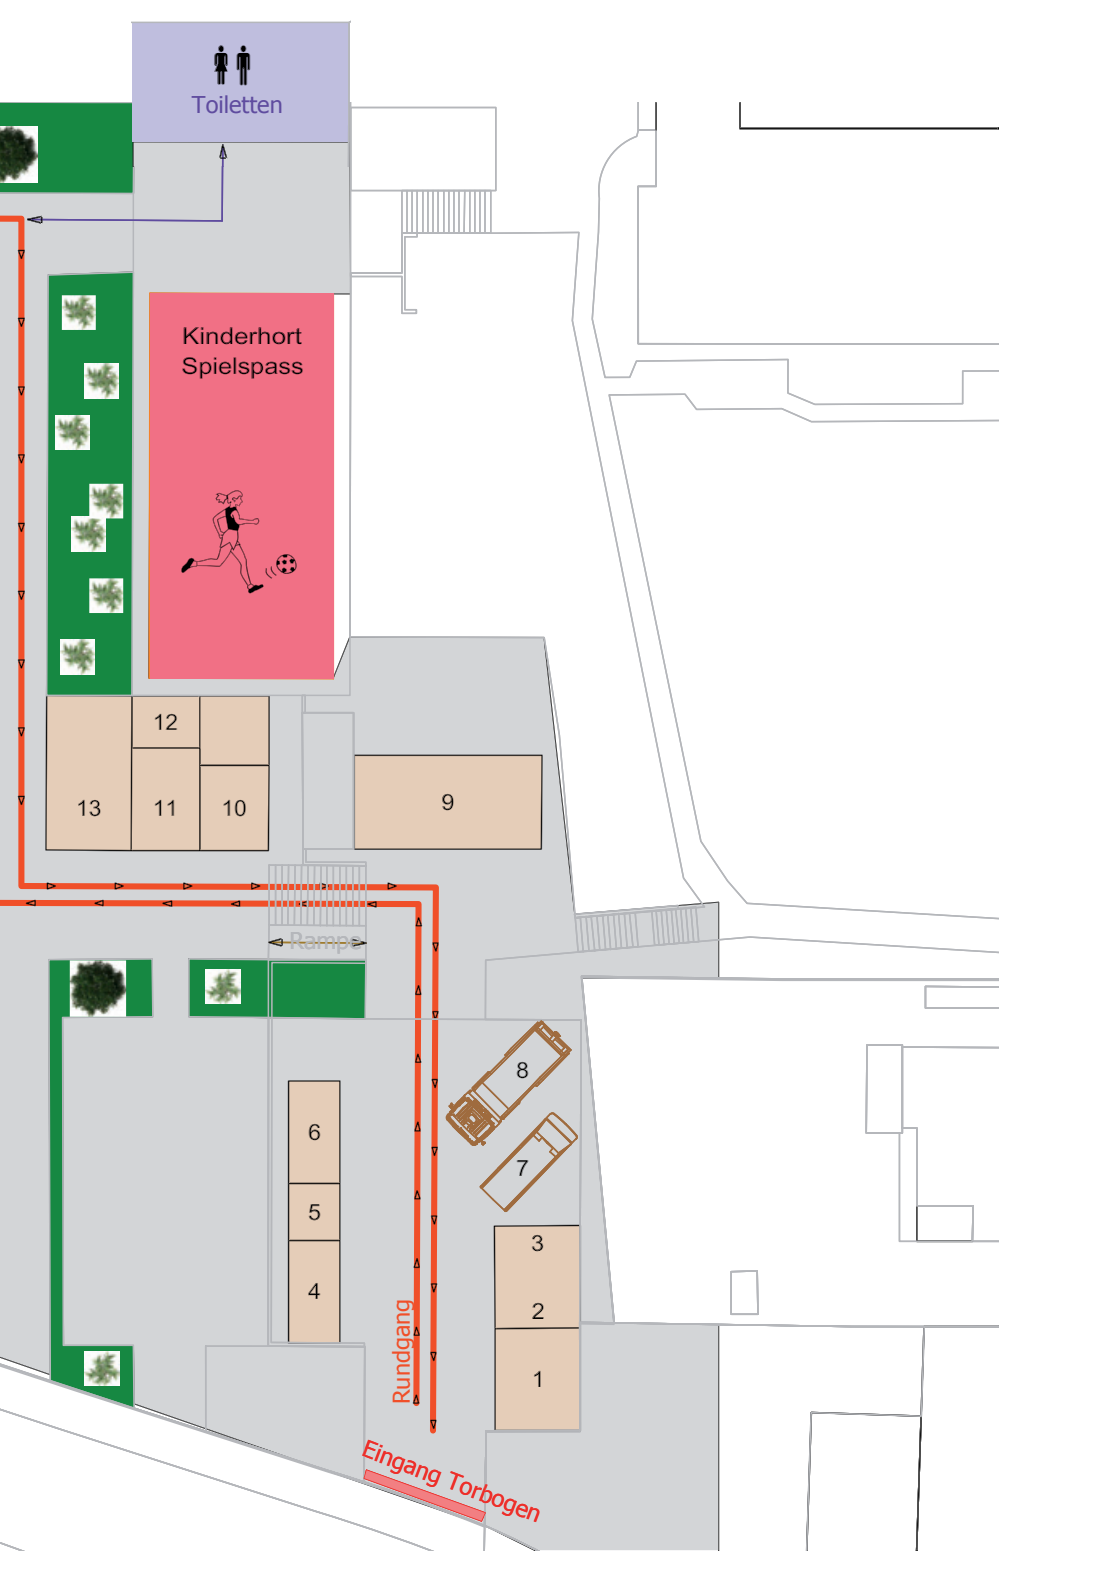 Toiletten
Kinderhort
Spielspass
12
13
11
10
9
Rampe
8
6
7
5
3
4
2
1
Rundgang
Eingang Torbogen